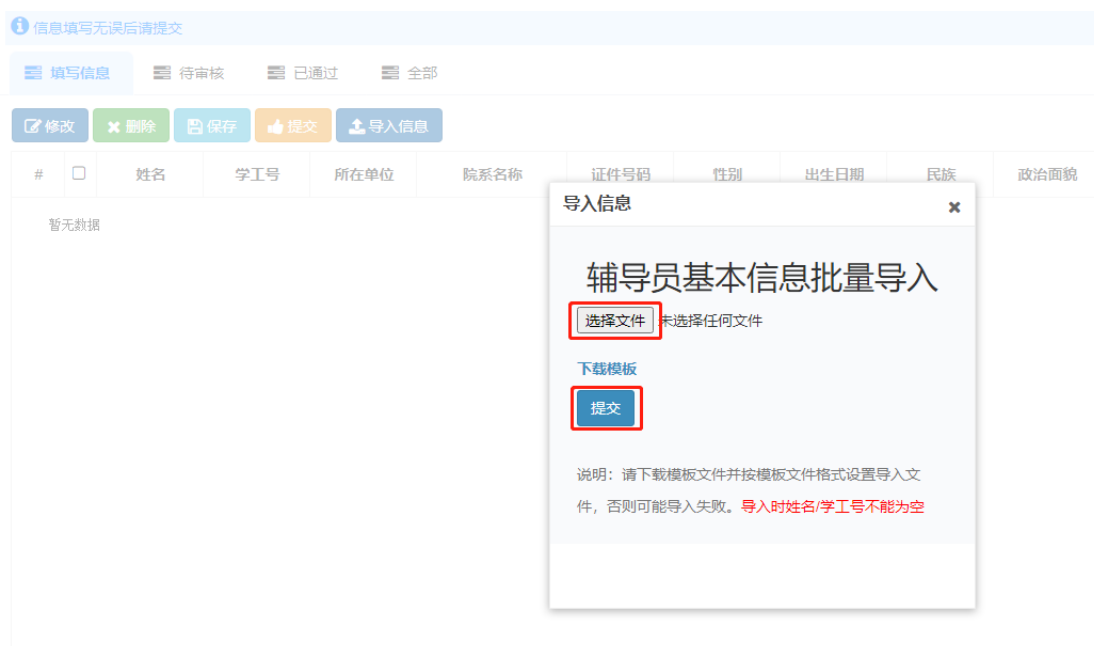 信息填写无误后请提交
填写信息 待审核 已通过 全部
修改 删除 保存 提交 导入信息
# 姓名 学工号 所在单位 院系名称 证件号码 性别 出生日期 民族 政治面貌
暂无数据
导入信息
辅导员基本信息批量导入
选择文件 未选择任何文件
下载模板
提交
说明：请下载模板文件并按模板文件格式设置导入文
件，否则可能导入失败。导入时姓名/学工号不能为空